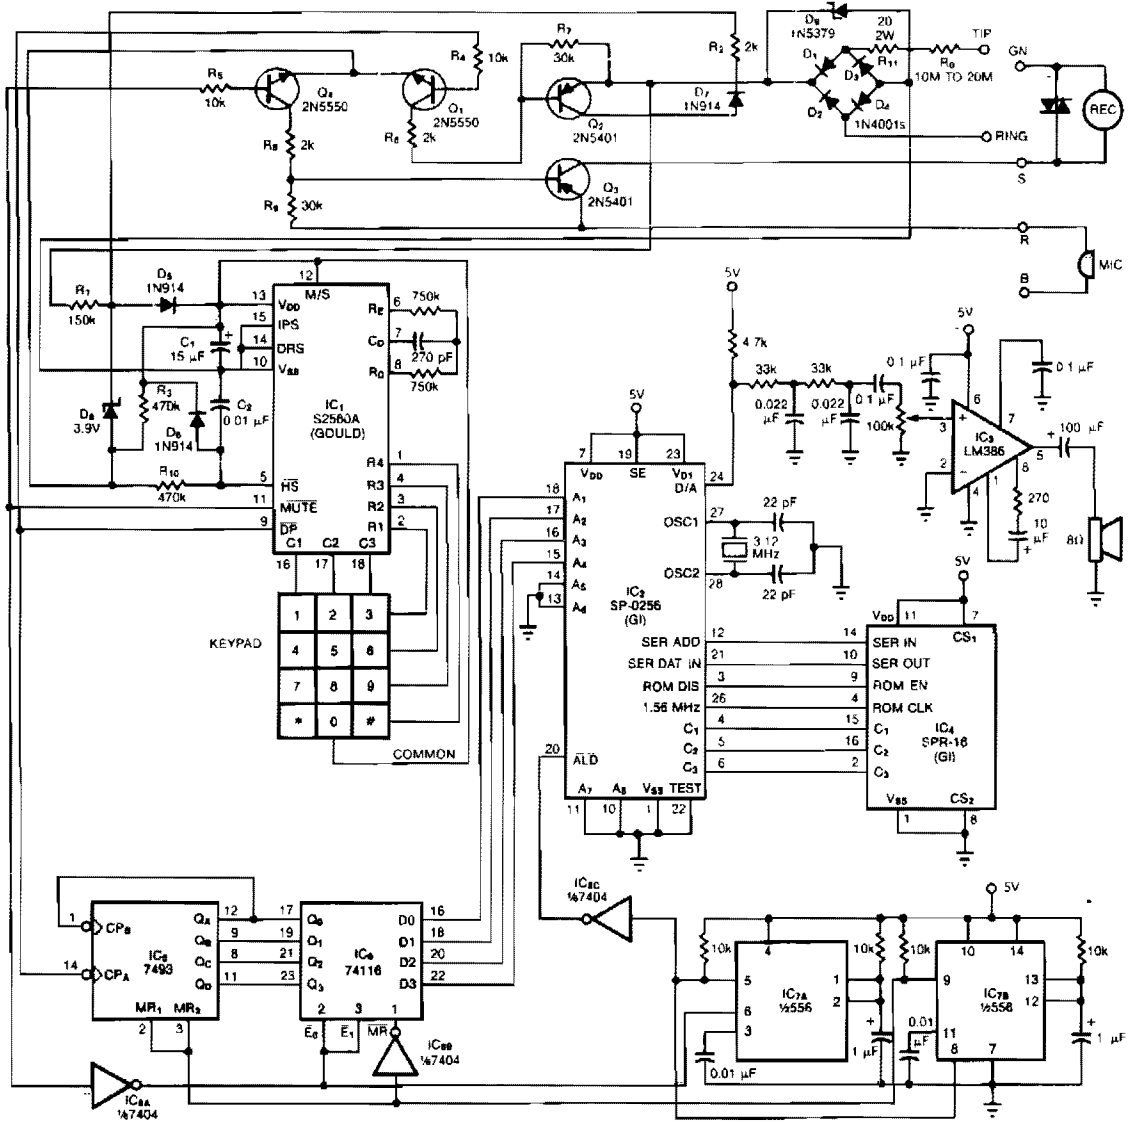 D9
1N5379
20
2W
R11
TIP
R0
10M TO 20M
GN
REC
R7
30k
R2
2k
R4
10k
R5
10k
Q4
2N5550
Q1
2N5550
R6
2k
Q2
2N5401
D7
1N914
D1
D3
D2
D4
1N4001s
RING
S
R8
2k
R9
30k
Q3
2N5401
R
B
MIC
R1
150k
D5
1N914
C1
15 µF
+
R3
470k
D6
1N914
C2
0.01 µF
D8
3.9V
R10
470k
12
M/S
13
VDD
15
IPS
14
DRS
10
VSS
IC1
S2560A
(GOULD)
5
HS
11
MUTE
9
DP
RE
6
750k
CD
7
270 pF
RD
8
750k
R4
1
R3
4
R2
3
R1
2
C1
C2
C3
16
17
18
KEYPAD
1 2 3
4 5 6
7 8 9
* 0 #
COMMON
5V
4.7k
33k
33k
0.022 µF
0.022 µF
0.1 µF
100k
5V
0.1 µF
0.1 µF
6
7
3
+
2
−
IC3
LM386
5
4
1
8
+
100 µF
270
10 µF
+
8Ω
5V
7
19
23
VDD
SE
VD1
D/A
24
18
A1
17
A2
16
A3
15
A4
14
A5
13
A6
IC2
SP-0256
(GI)
OSC1
27
22 pF
3.12 MHz
OSC2
28
22 pF
SER ADD
12
14
SER IN
SER DAT IN
21
10
SER OUT
ROM DIS
3
9
ROM EN
1.56 MHz
26
4
ROM CLK
C1
4
15
C1
C2
5
16
C2
C3
6
2
C3
5V
VDD
11
7
CS1
IC4
SPR-16
(GI)
VSS
CS2
1
8
20
ALD
A7
A8
VSS
TEST
11
10
1
22
IC8C
⅙7404
1
CPB
14
CPA
IC5
7493
QA
12
QB
9
QC
8
QD
11
MR1
MR2
2
3
17
Q0
19
Q1
21
Q2
23
Q3
IC6
74116
D0
16
D1
18
D2
20
D3
22
2
3
1
E0
E1
MR
IC8B
⅙7404
IC8A
⅙7404
5V
10k
10k
10k
10k
4
5
6
3
IC7A
½556
1
2
0.01 µF
+
1 µF
10
14
9
11
8
7
IC7B
½556
13
12
0.01 µF
+
1 µF